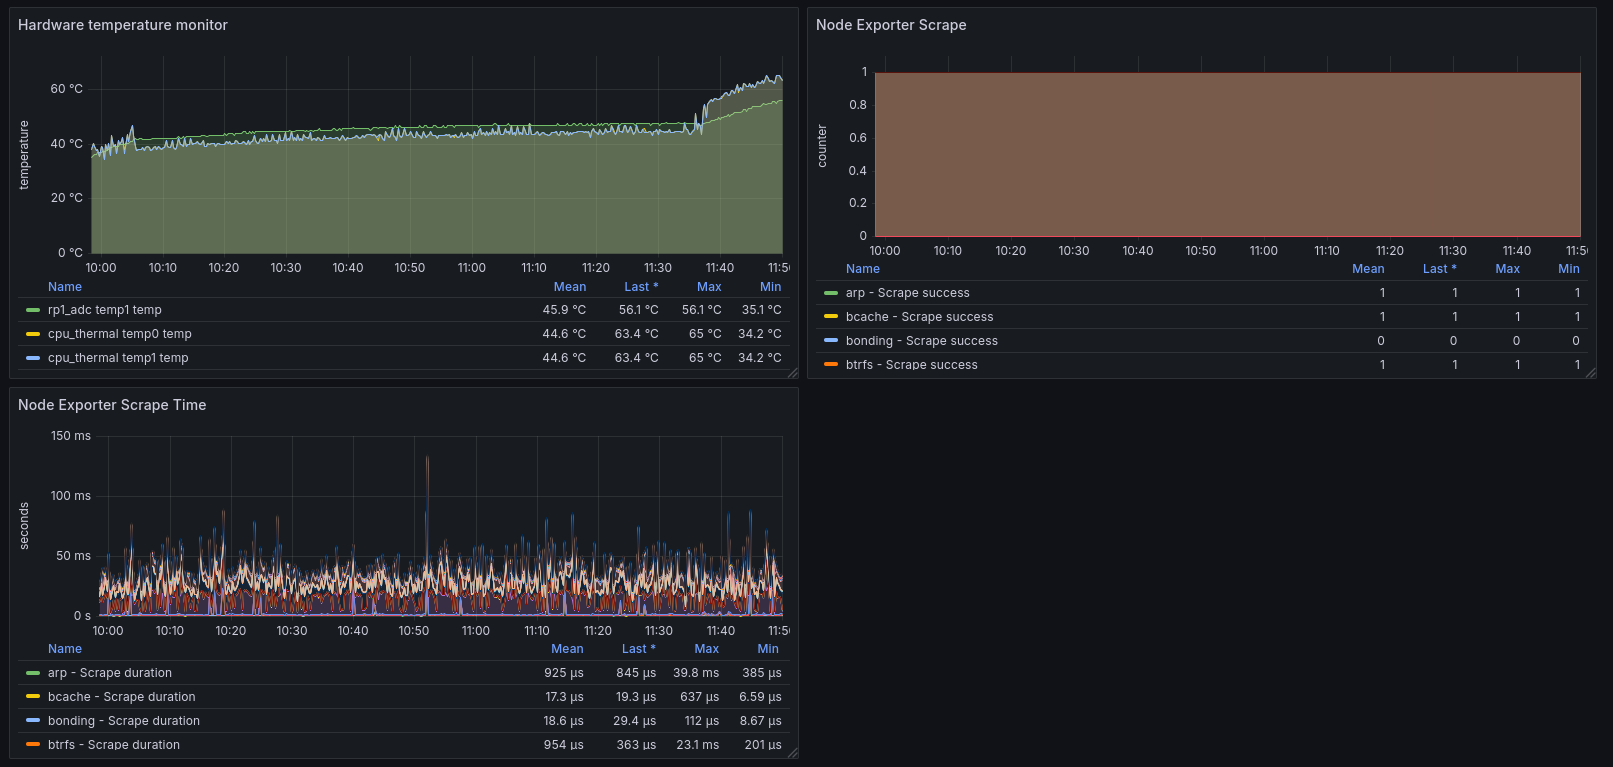 Hardware temperature monitor
temperature
60 °C
40 °C
20 °C
0 °C
10:00 10:10 10:20 10:30 10:40 10:50 11:00 11:10 11:20 11:30 11:40 11:50
Name Mean Last * Max Min
rp1_adc temp1 temp 45.9 °C 56.1 °C 56.1 °C 35.1 °C
cpu_thermal temp0 temp 44.6 °C 63.4 °C 65 °C 34.2 °C
cpu_thermal temp1 temp 44.6 °C 63.4 °C 65 °C 34.2 °C
Node Exporter Scrape
counter
1
0.8
0.6
0.4
0.2
0
10:00 10:10 10:20 10:30 10:40 10:50 11:00 11:10 11:20 11:30 11:40 11:50
Name Mean Last * Max Min
arp - Scrape success 1 1 1 1
bcache - Scrape success 1 1 1 1
bonding - Scrape success 0 0 0 0
btrfs - Scrape success 1 1 1 1
Node Exporter Scrape Time
seconds
150 ms
100 ms
50 ms
0 s
10:00 10:10 10:20 10:30 10:40 10:50 11:00 11:10 11:20 11:30 11:40 11:50
Name Mean Last * Max Min
arp - Scrape duration 925 µs 845 µs 39.8 ms 385 µs
bcache - Scrape duration 17.3 µs 19.3 µs 637 µs 6.59 µs
bonding - Scrape duration 18.6 µs 29.4 µs 112 µs 8.67 µs
btrfs - Scrape duration 954 µs 363 µs 23.1 ms 201 µs